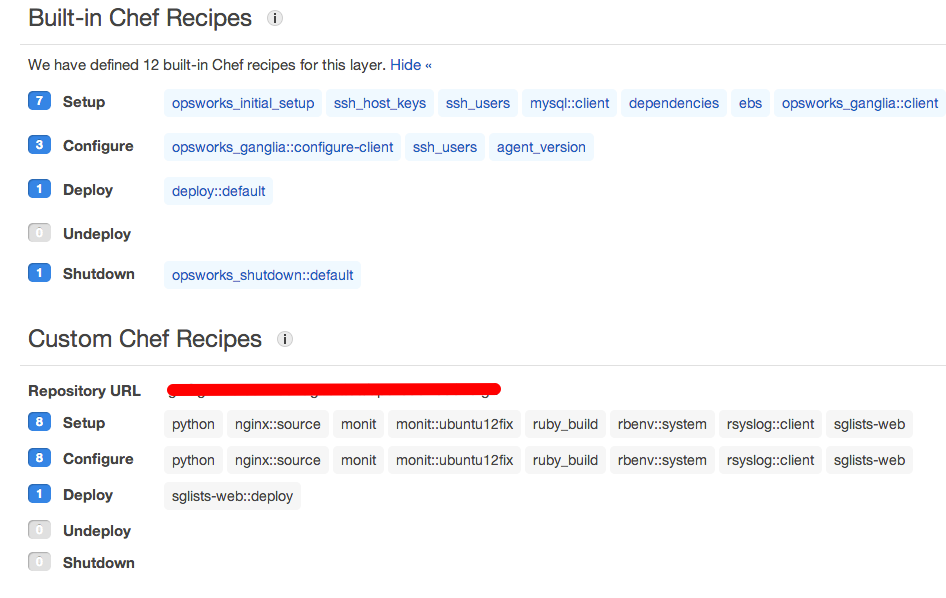 Built-in Chef Recipes i
We have defined 12 built-in Chef recipes for this layer. Hide «
7 Setup opsworks_initial_setup ssh_host_keys ssh_users mysql::client dependencies ebs opsworks_ganglia::client
3 Configure opsworks_ganglia::configure-client ssh_users agent_version
1 Deploy deploy::default
0 Undeploy
1 Shutdown opsworks_shutdown::default
Custom Chef Recipes i
Repository URL
8 Setup python nginx::source monit monit::ubuntu12fix ruby_build rbenv::system rsyslog::client sglists-web
8 Configure python nginx::source monit monit::ubuntu12fix ruby_build rbenv::system rsyslog::client sglists-web
1 Deploy sglists-web::deploy
0 Undeploy
0 Shutdown